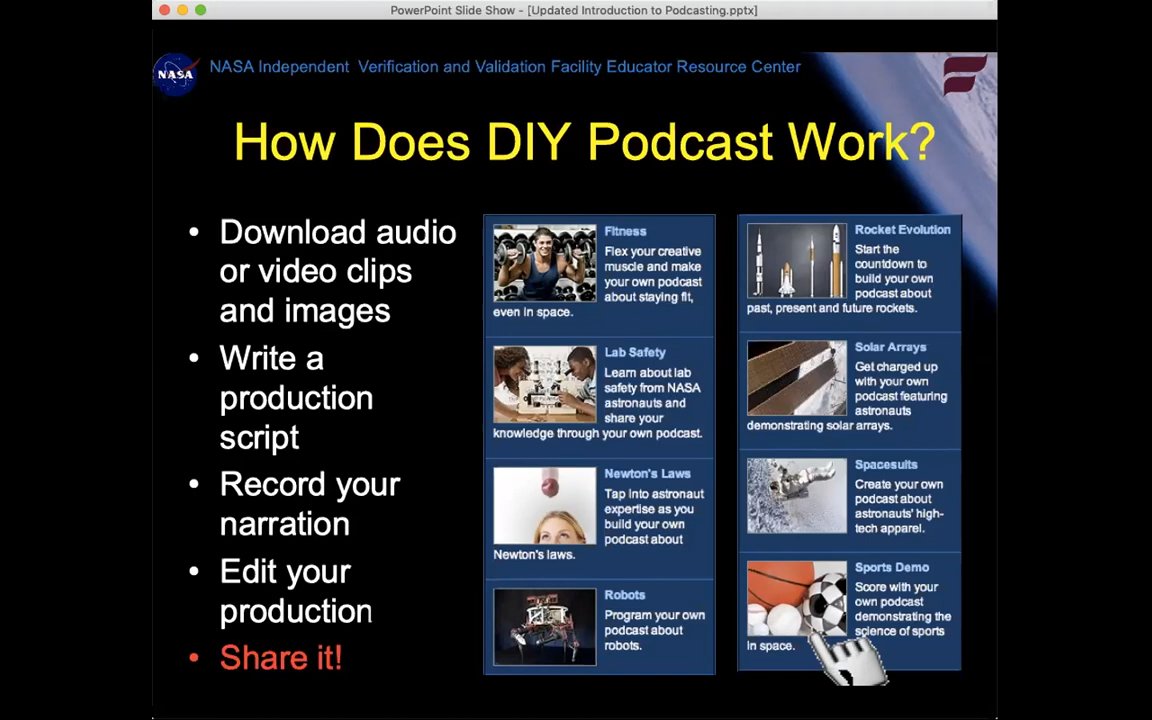 PowerPoint Slide Show - [Updated Introduction to Podcasting.pptx]
NASA
NASA Independent Verification and Validation Facility Educator Resource Center
How Does DIY Podcast Work?
• Download audio
or video clips
and images
• Write a
production
script
• Record your
narration
• Edit your
production
• Share it!
Fitness
Flex your creative
muscle and make
your own podcast
about staying fit,
even in space.
Lab Safety
Learn about lab
safety from NASA
astronauts and
share your
knowledge through your own podcast.
Newton's Laws
Tap into astronaut
expertise as you
build your own
podcast about
Newton's laws.
Robots
Program your own
podcast about
robots.
Rocket Evolution
Start the
countdown to
build your own
podcast about
past, present and future rockets.
Solar Arrays
Get charged up
with your own
podcast featuring
astronauts
demonstrating solar arrays.
Spacesuits
Create your own
podcast about
astronauts' high-
tech apparel.
Sports Demo
Score with your
own podcast
demonstrating the
science of sports
in space.